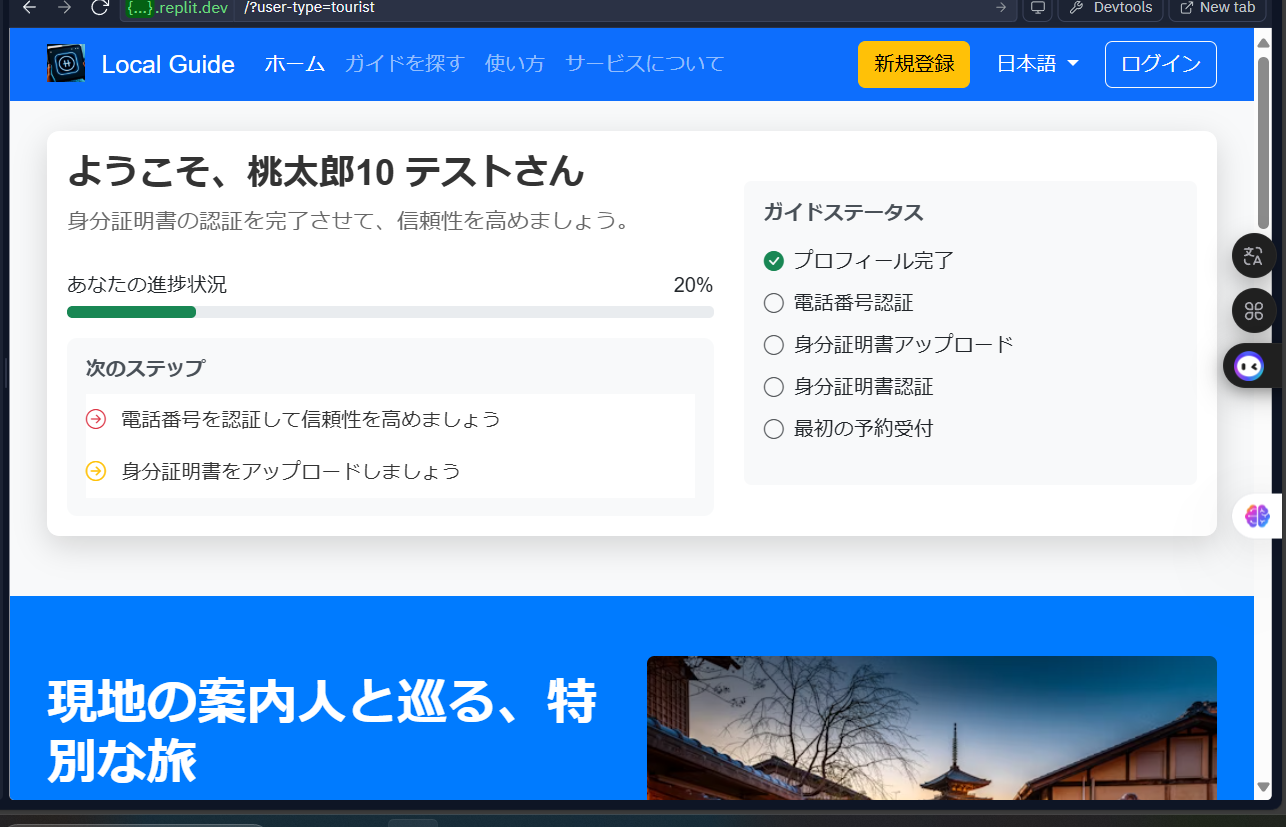 {...}.replit.dev /?user-type=tourist
Devtools
New tab
Local Guide
ホーム ガイドを探す 使い方 サービスについて
新規登録 日本語 ログイン
ようこそ、桃太郎10 テストさん
身分証明書の認証を完了させて、信頼性を高めましょう。
あなたの進捗状況 20%
次のステップ
電話番号を認証して信頼性を高めましょう
身分証明書をアップロードしましょう
ガイドステータス
プロフィール完了
電話番号認証
身分証明書アップロード
身分証明書認証
最初の予約受付
現地の案内人と巡る、特
別な旅